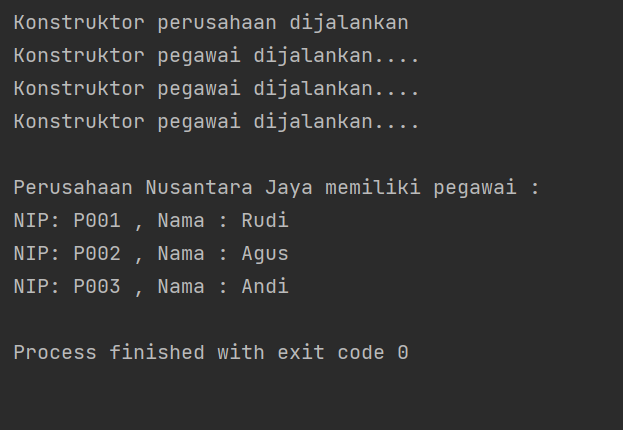 Konstruktor perusahaan dijalankan
Konstruktor pegawai dijalankan....
Konstruktor pegawai dijalankan....
Konstruktor pegawai dijalankan....
Perusahaan Nusantara Jaya memiliki pegawai :
NIP: P001 , Nama : Rudi
NIP: P002 , Nama : Agus
NIP: P003 , Nama : Andi
Process finished with exit code 0